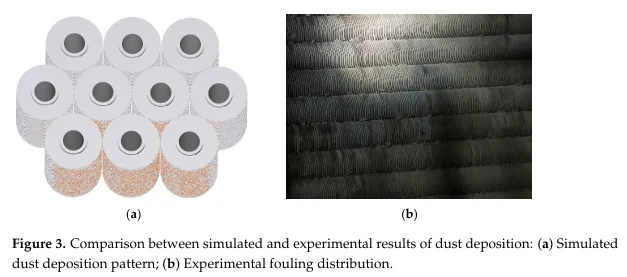 (a)
(b)
Figure 3. Comparison between simulated and experimental results of dust deposition: (a) Simulated
dust deposition pattern; (b) Experimental fouling distribution.